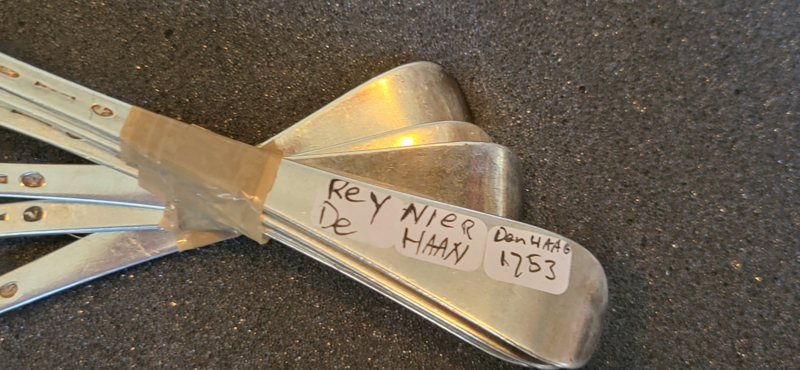 Rey
De
NIER
HAAN
Den HAAG
1753